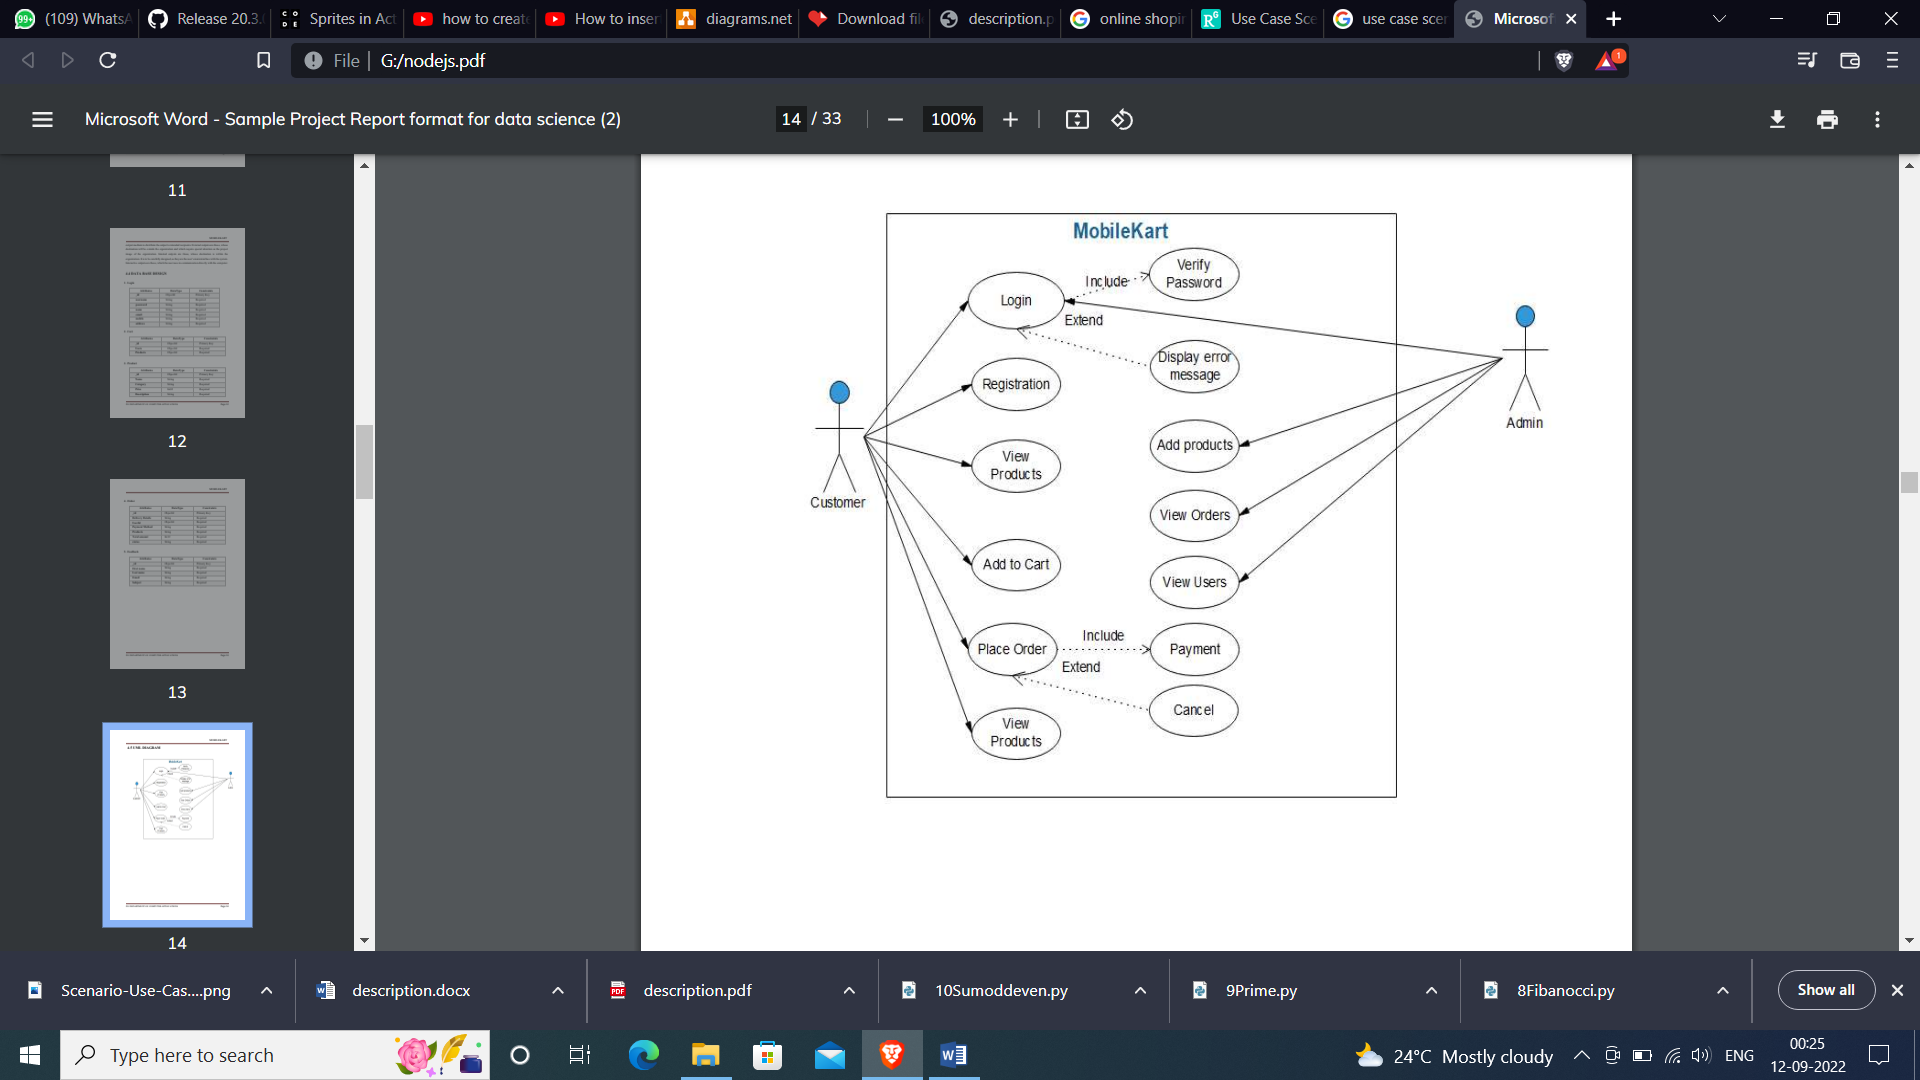 (109) WhatsA
Release 20.3.
Sprites in Act
how to create
How to inser
diagrams.net
Download fil
description.p
online shopin
Use Case Sce
use case scen
Microsof
File
G:/nodejs.pdf
1
Microsoft Word - Sample Project Report format for data science (2)
14 / 33
100%
11
12
13
14
MobileKart
Verify
Password
Include
Login
Extend
Display error
message
Registration
Add products
View
Products
Customer
Admin
View Orders
Add to Cart
View Users
Include
Place Order
Payment
Extend
Cancel
View
Products
Scenario-Use-Cas....png
description.docx
PDF
description.pdf
10Sumoddeven.py
9Prime.py
8Fibanocci.py
Show all
Type here to search
24°C Mostly cloudy
ENG
00:25
12-09-2022